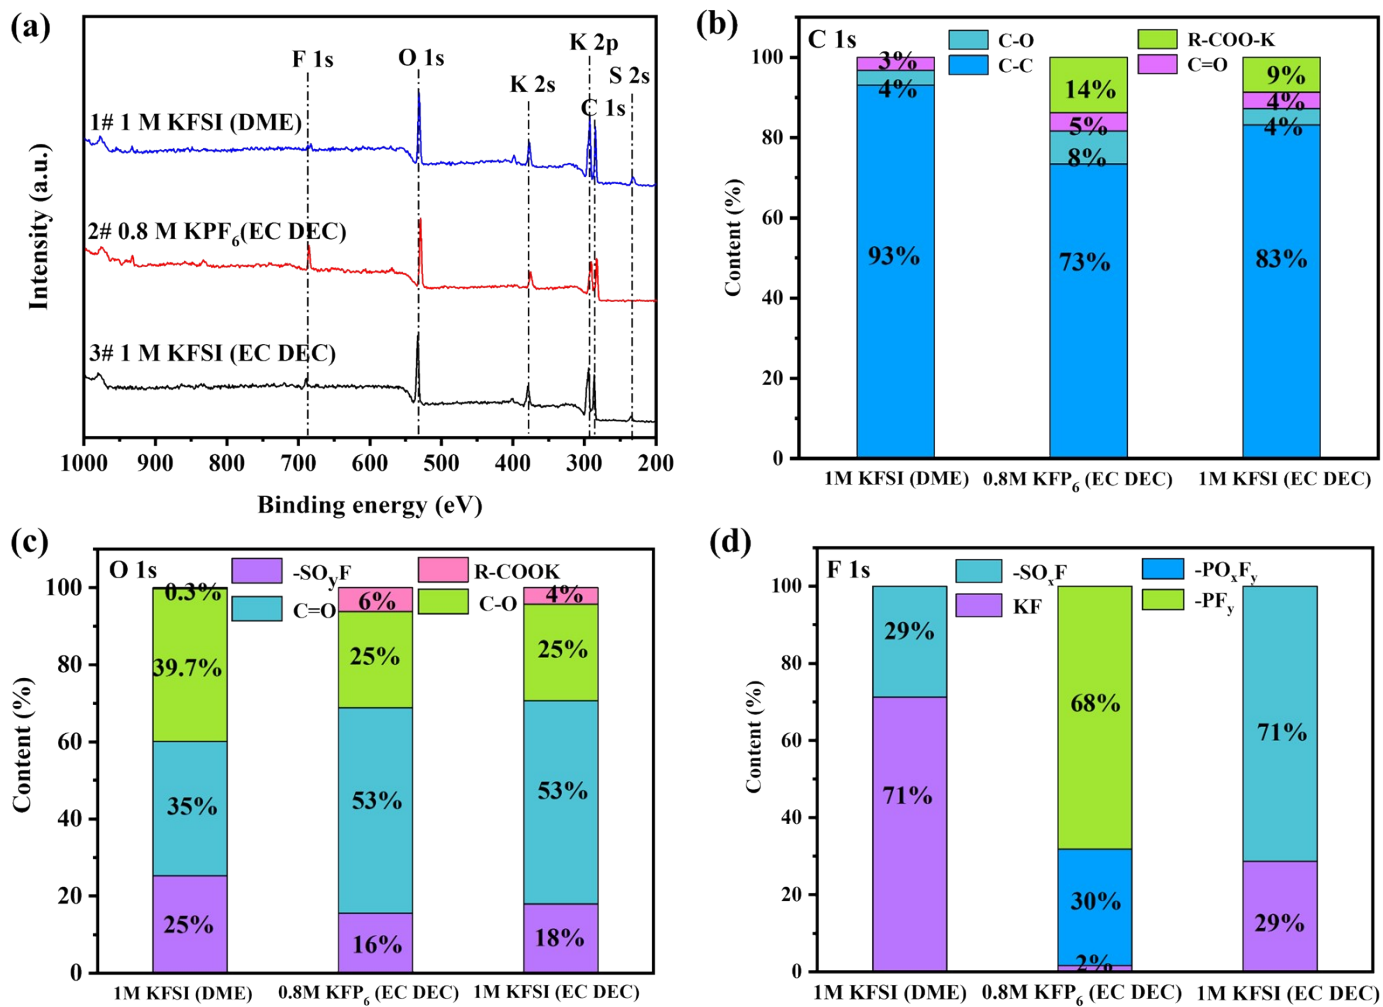 (a)
F 1s
O 1s
K 2s
K 2p
C 1s
S 2s
1# 1 M KFSI (DME)
2# 0.8 M KPF6(EC DEC)
3# 1 M KFSI (EC DEC)
Intensity (a.u.)
1000 900 800 700 600 500 400 300 200
Binding energy (eV)
(b)
C 1s
C-O
R-COO-K
C-C
C=O
Content (%)
100
80
60
40
20
0
3%
4%
93%
14%
5%
8%
73%
9%
4%
4%
83%
1M KFSI (DME) 0.8M KFP6 (EC DEC) 1M KFSI (EC DEC)
(c)
O 1s
-SOyF
R-COOK
C=O
C-O
Content (%)
100
80
60
40
20
0
0.3%
39.7%
35%
25%
6%
25%
53%
16%
4%
25%
53%
18%
1M KFSI (DME) 0.8M KFP6 (EC DEC) 1M KFSI (EC DEC)
(d)
F 1s
-SOxF
-POxFy
KF
-PFy
Content (%)
100
80
60
40
20
0
29%
71%
68%
30%
2%
71%
29%
1M KFSI (DME) 0.8M KFP6 (EC DEC) 1M KFSI (EC DEC)